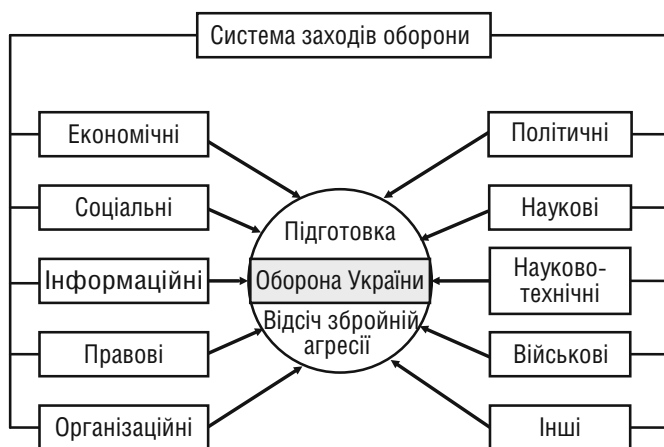 Система заходів оборони
Економічні
Соціальні
Інформаційні
Правові
Організаційні
Підготовка
Оборона України
Відсіч збройній
агресії
Політичні
Наукові
Науково-
технічні
Військові
Інші